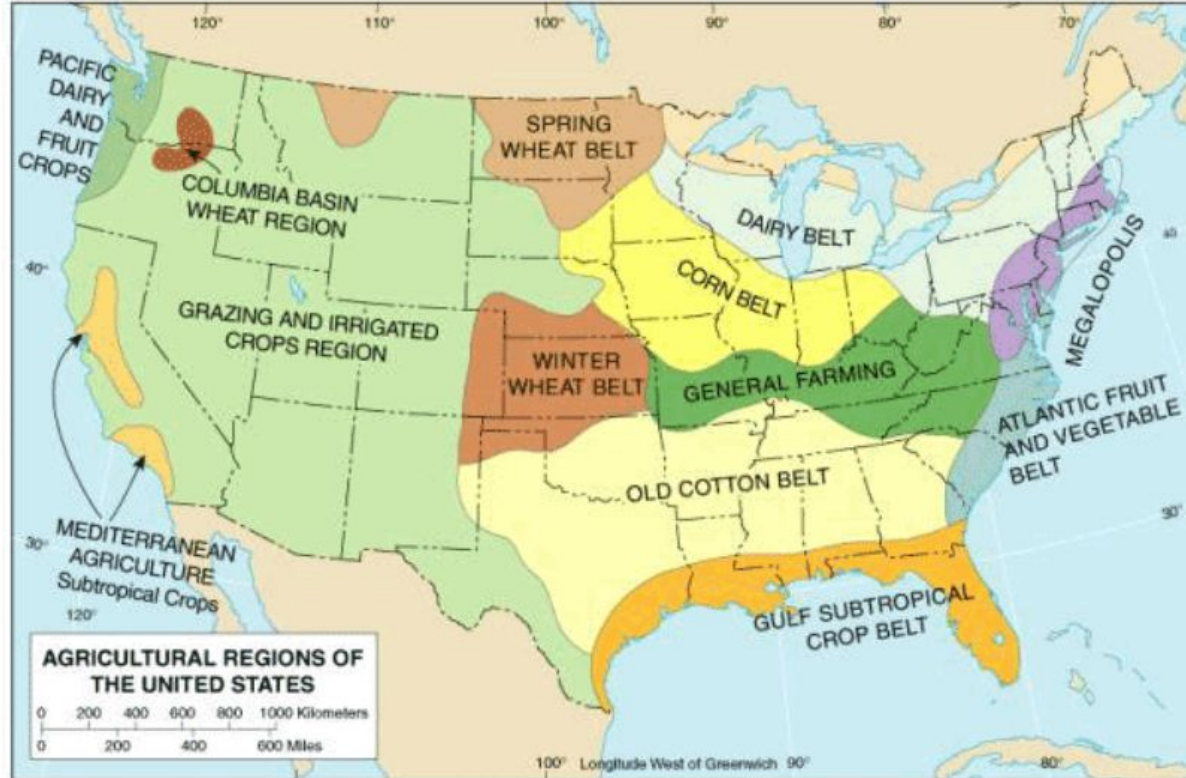 120°
110°
100°
90°
80°
70°
PACIFIC
DAIRY
AND
FRUIT
CROPS
SPRING
WHEAT BELT
COLUMBIA BASIN
WHEAT REGION
DAIRY BELT
CORN BELT
MEGALOPOLIS
40°
40
GRAZING AND IRRIGATED
CROPS REGION
WINTER
WHEAT BELT
GENERAL FARMING
ATLANTIC FRUIT
AND VEGETABLE
BELT
OLD COTTON BELT
30°
30°
MEDITERRANEAN
AGRICULTURE
Subtropical Crops
120°
GULF SUBTROPICAL
CROP BELT
AGRICULTURAL REGIONS OF
THE UNITED STATES
0 200 400 600 800 1000 Kilometers
0 200 400 600 Miles
100° Longitude West of Greenwich 90°
80°